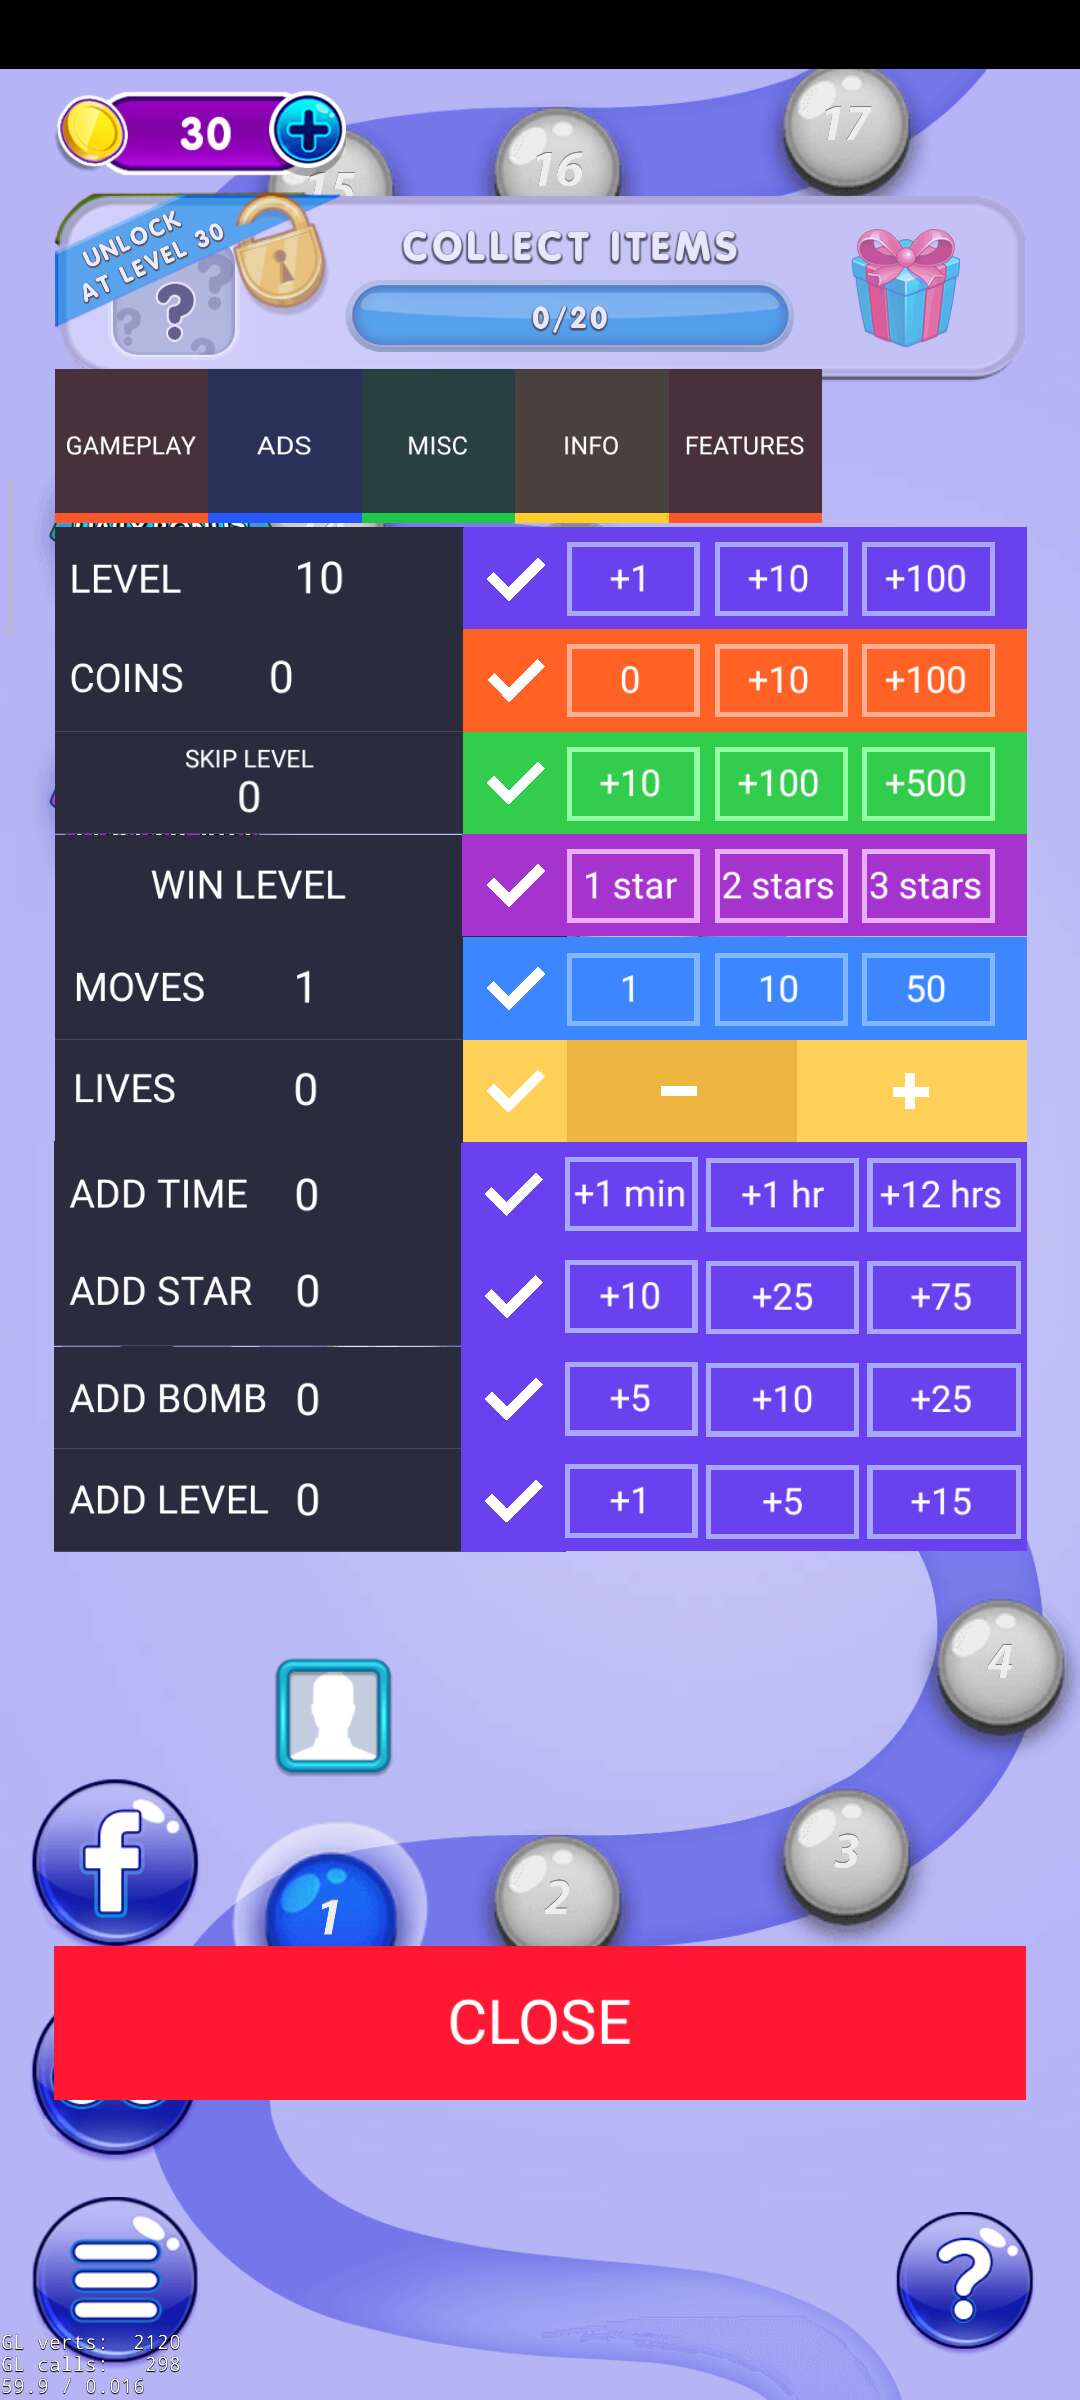 30
15
16
17
UNLOCK
AT LEVEL 30
COLLECT ITEMS
0/20
GAMEPLAY ADS MISC INFO FEATURES
LEVEL 10 +1 +10 +100
COINS 0 0 +10 +100
SKIP LEVEL
0 +10 +100 +500
WIN LEVEL 1 star 2 stars 3 stars
MOVES 1 1 10 50
LIVES 0 - +
ADD TIME 0 +1 min +1 hr +12 hrs
ADD STAR 0 +10 +25 +75
ADD BOMB 0 +5 +10 +25
ADD LEVEL 0 +1 +5 +15
4
3
f
1
2
CLOSE
?
GL verts: 2120
GL calls: 298
59.9 / 0.016